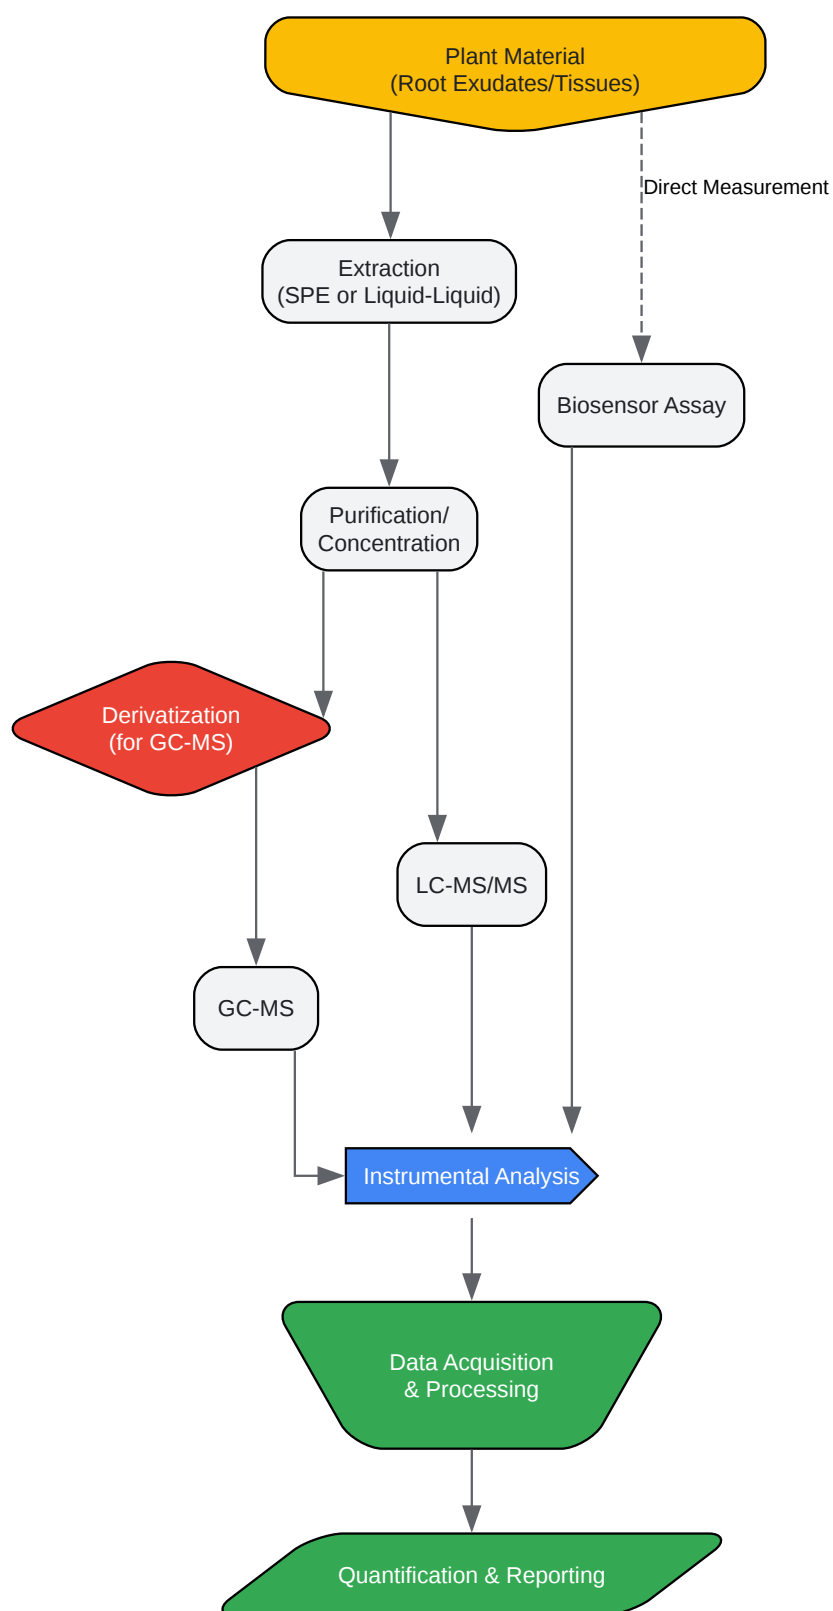 Plant Material
(Root Exudates/Tissues)
Direct Measurement
Extraction
(SPE or Liquid-Liquid)
Biosensor Assay
Purification/
Concentration
Derivatization
(for GC-MS)
LC-MS/MS
GC-MS
Instrumental Analysis
Data Acquisition
& Processing
Quantification & Reporting